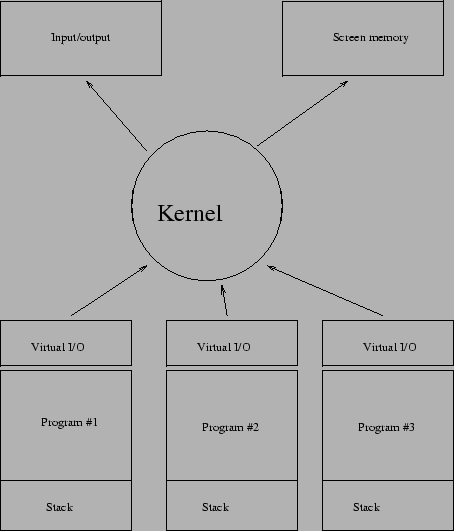 Input/output
Screen memory
Kernel
Virtual I/O
Virtual I/O
Virtual I/O
Program #1
Program #2
Program #3
Stack
Stack
Stack